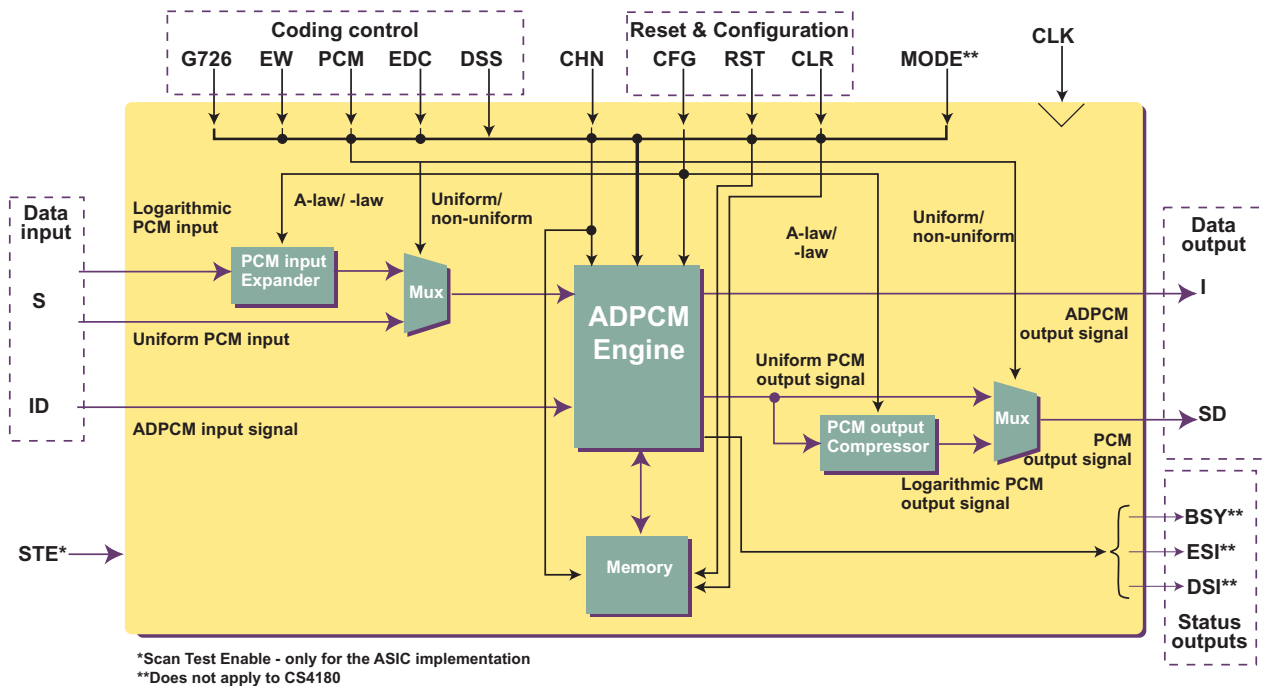 Coding control
Reset & Configuration
CLK
G726 EW PCM EDC DSS CHN CFG RST CLR MODE**
Data
input
Logarithmic
PCM input
A-law/ -law
Uniform/
non-uniform
A-law/
-law
Uniform/
non-uniform
Data
output
PCM input
Expander
Mux
S
Uniform PCM input
ADPCM
Engine
I
ADPCM
output signal
Uniform PCM
output signal
ID
ADPCM input signal
PCM output
Compressor
Mux
SD
PCM
output signal
Logarithmic PCM
output signal
STE*
Memory
BSY**
ESI**
DSI**
Status
outputs
*Scan Test Enable - only for the ASIC implementation
**Does not apply to CS4180